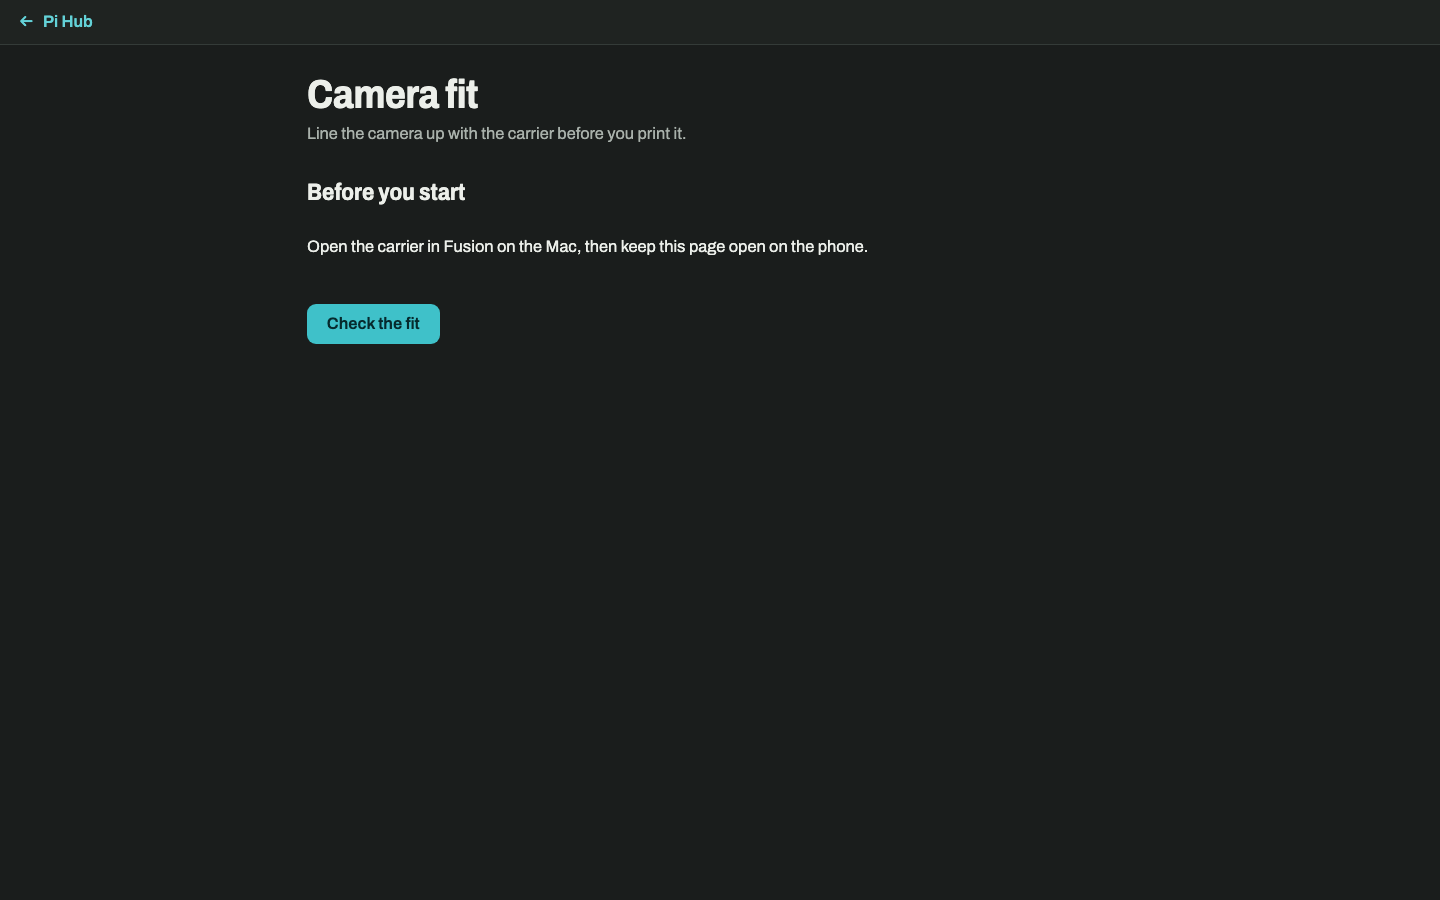 Pi Hub
Camera fit
Line the camera up with the carrier before you print it.
Before you start
Open the carrier in Fusion on the Mac, then keep this page open on the phone.
Check the fit